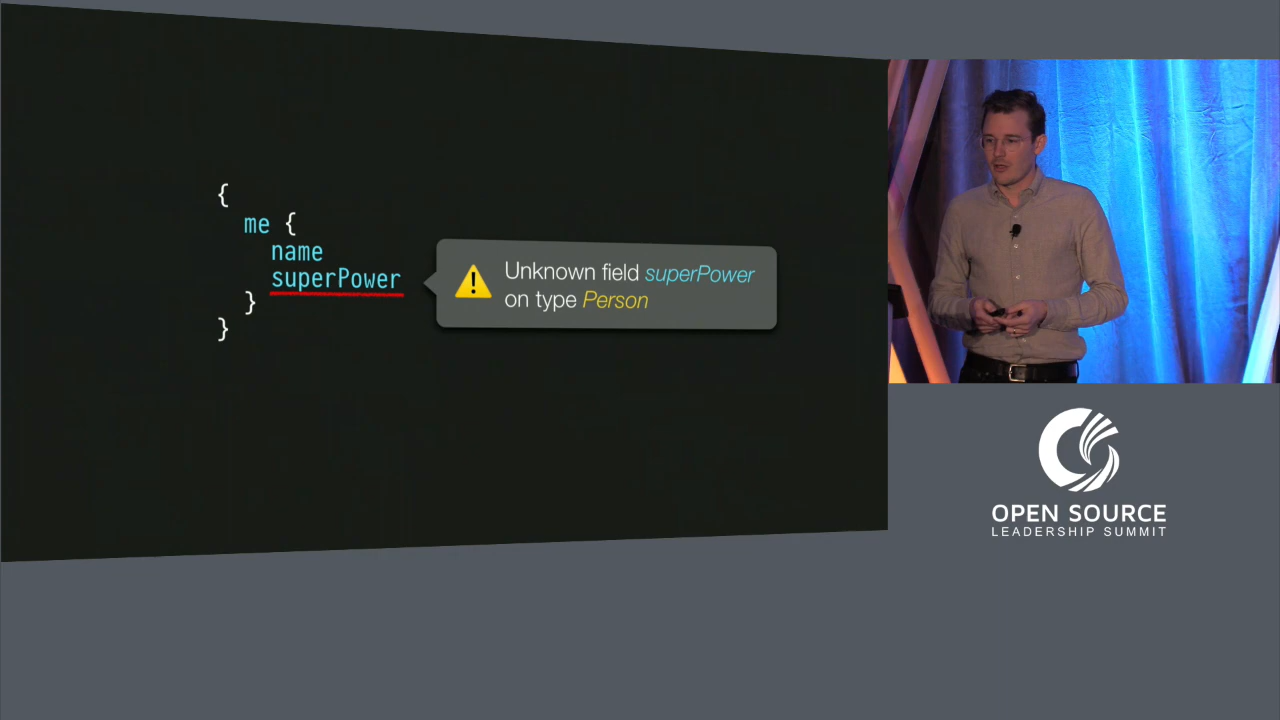 {
me {
name
superPower
}
}
Unknown field superPower
on type Person
OPEN SOURCE
LEADERSHIP SUMMIT